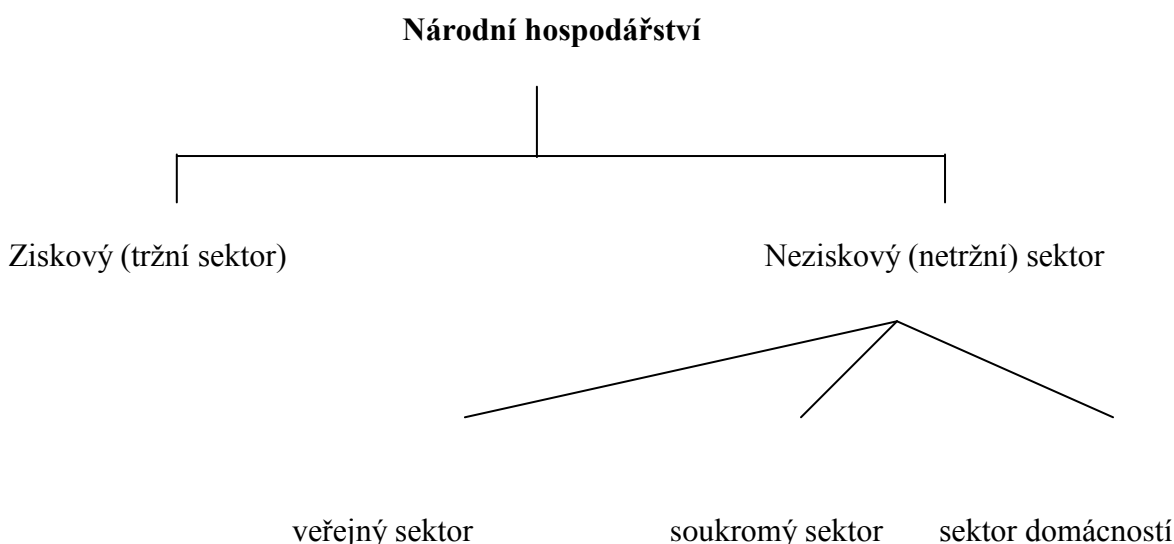 Národní hospodářství
Ziskový (tržní sektor) Neziskový (netržní) sektor
veřejný sektor soukromý sektor sektor domácností